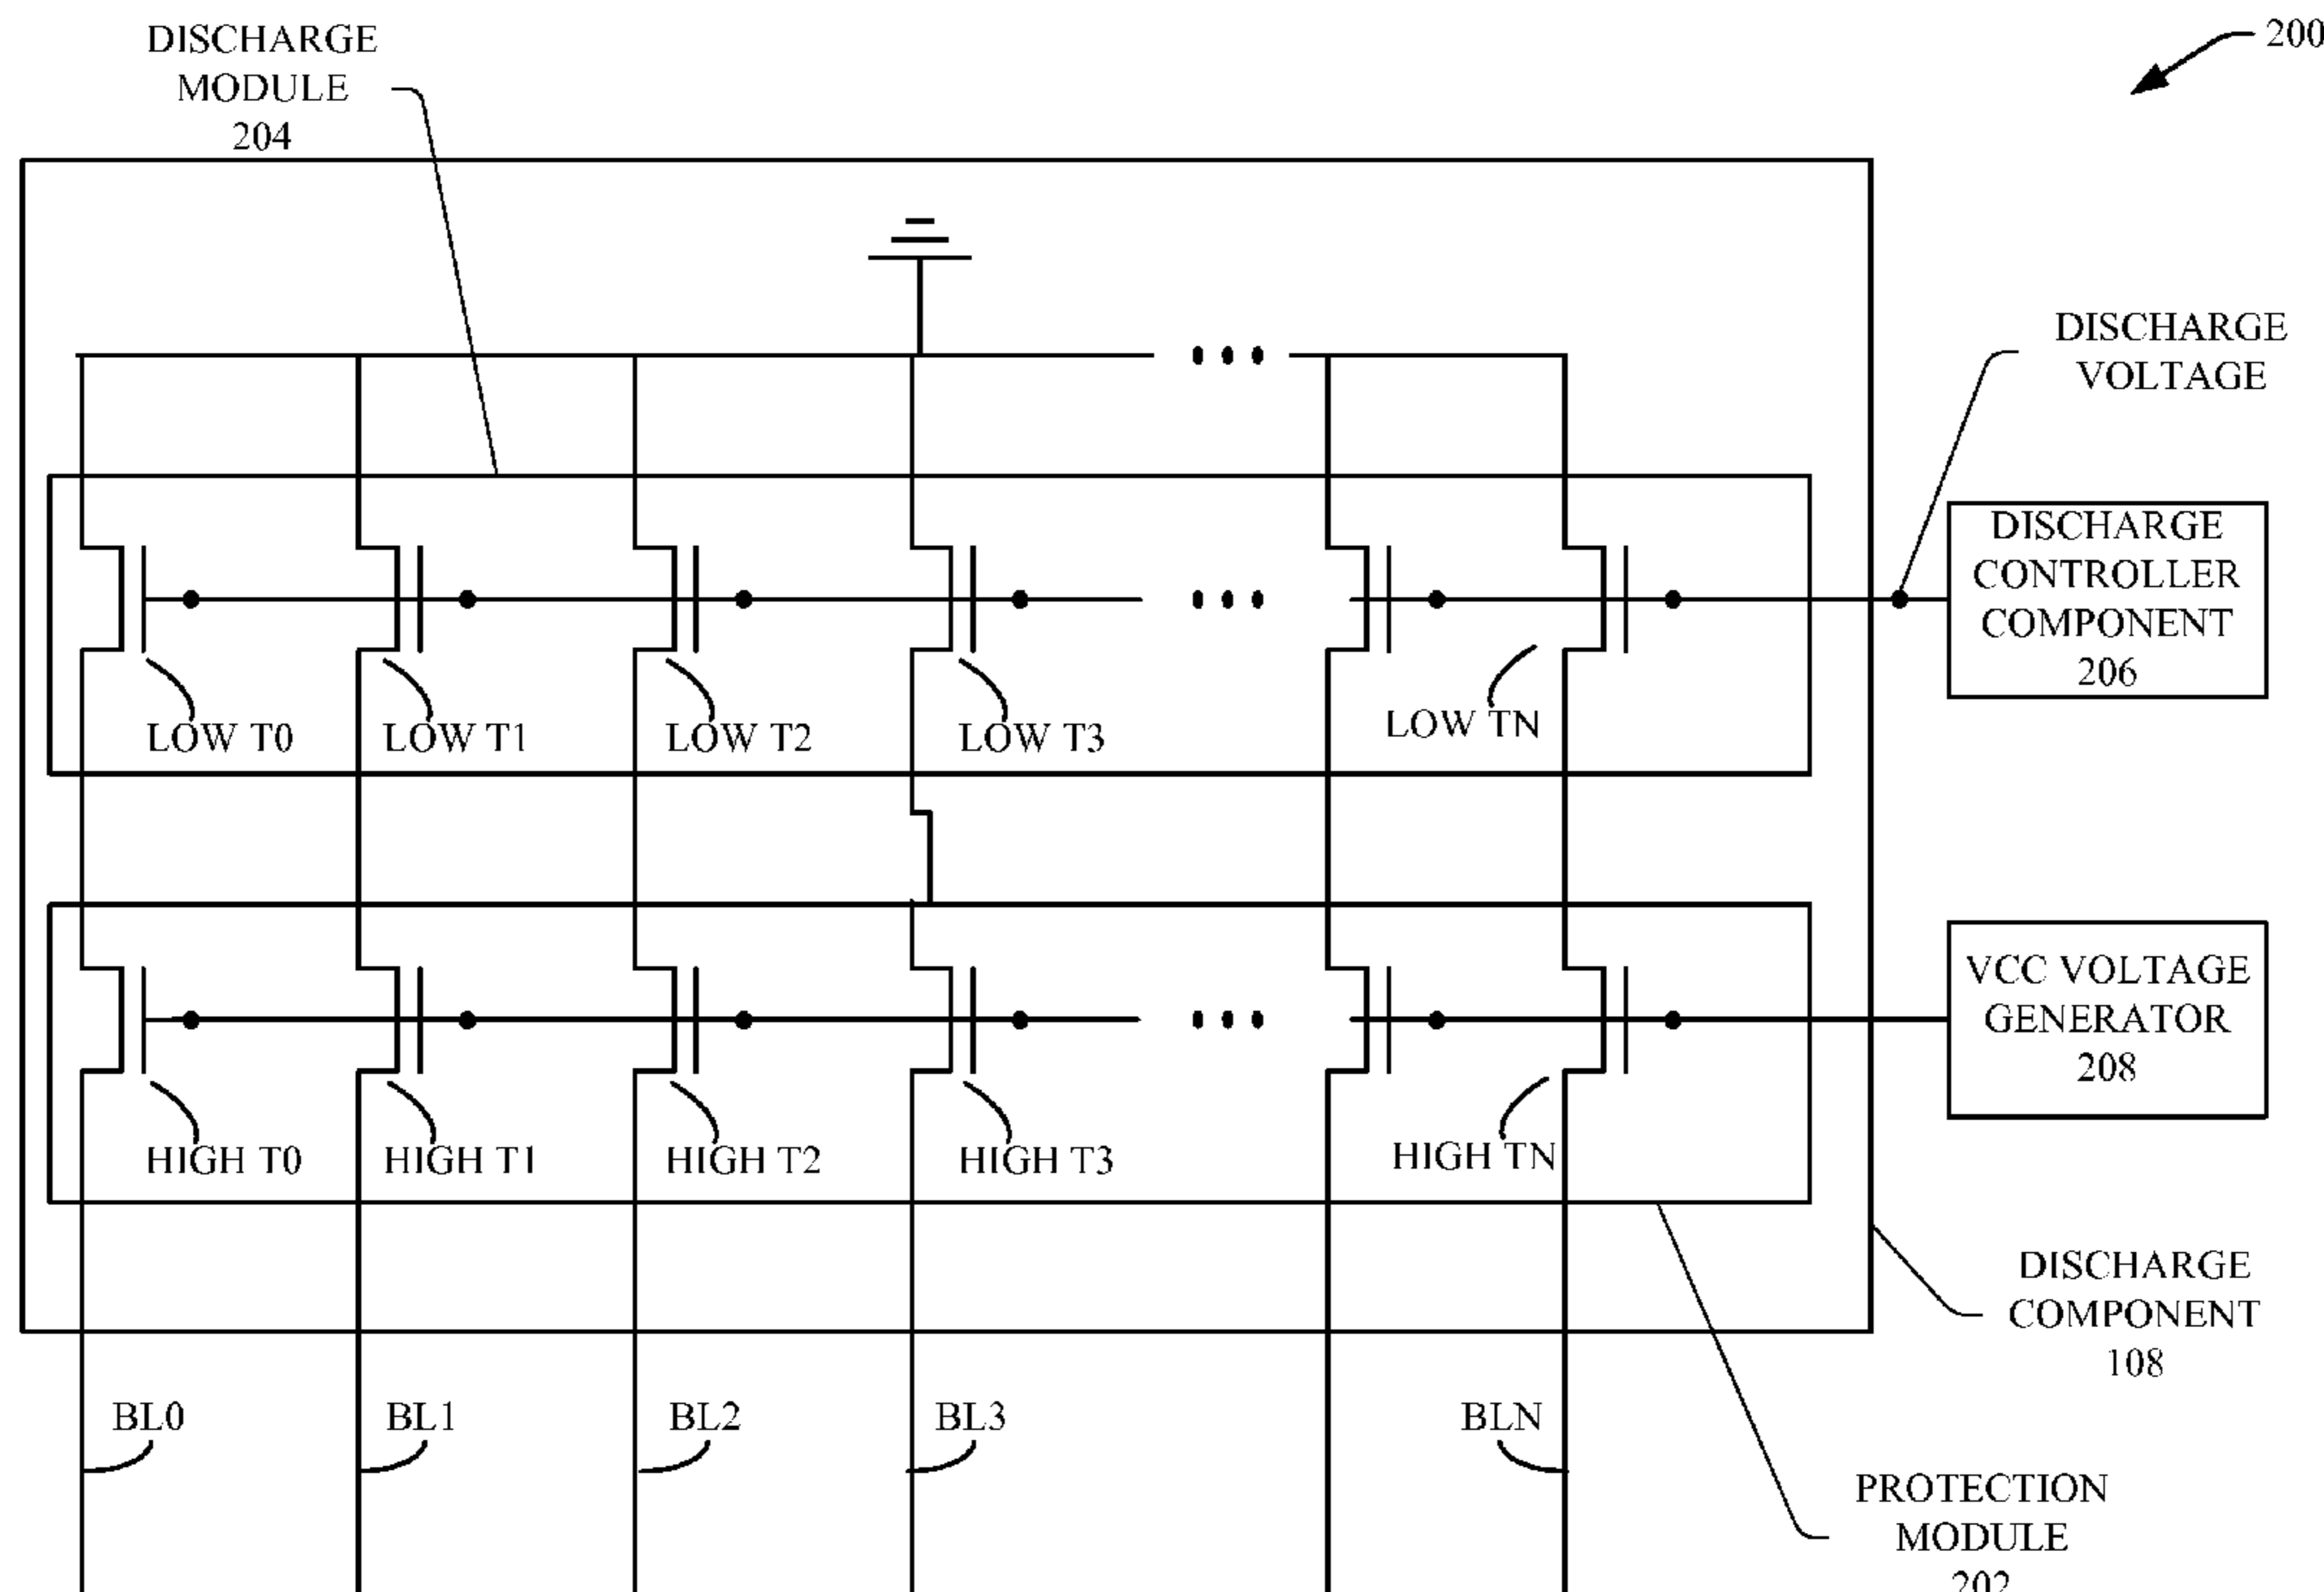 DISCHARGE
MODULE
204
200
DISCHARGE
VOLTAGE
DISCHARGE
CONTROLLER
COMPONENT
206
LOW T0
LOW T1
LOW T2
LOW T3
LOW TN
VCC VOLTAGE
GENERATOR
208
HIGH T0
HIGH T1
HIGH T2
HIGH T3
HIGH TN
DISCHARGE
COMPONENT
108
BL0
BL1
BL2
BL3
BLN
PROTECTION
MODULE
202